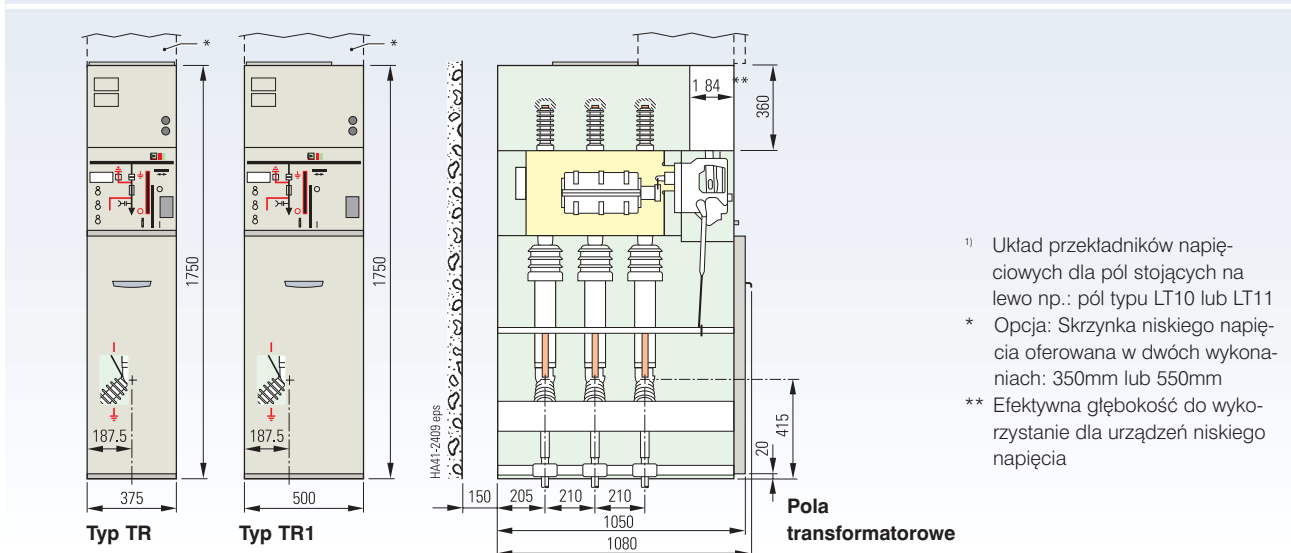 *
*
1750
187.5
375
Typ TR
1750
187.5
500
Typ TR1
HA41-2409 eps
1 84
**
360
415
20
150
205
210
210
1050
1080
Pola
transformatorowe
1) Układ przekładników napię-
ciowych dla pól stojących na
lewo np.: pól typu LT10 lub LT11
* Opcja: Skrzynka niskiego napię-
cia oferowana w dwóch wykona-
niach: 350mm lub 550mm
** Efektywna głębokość do wyko-
rzystanie dla urządzeń niskiego
napięcia